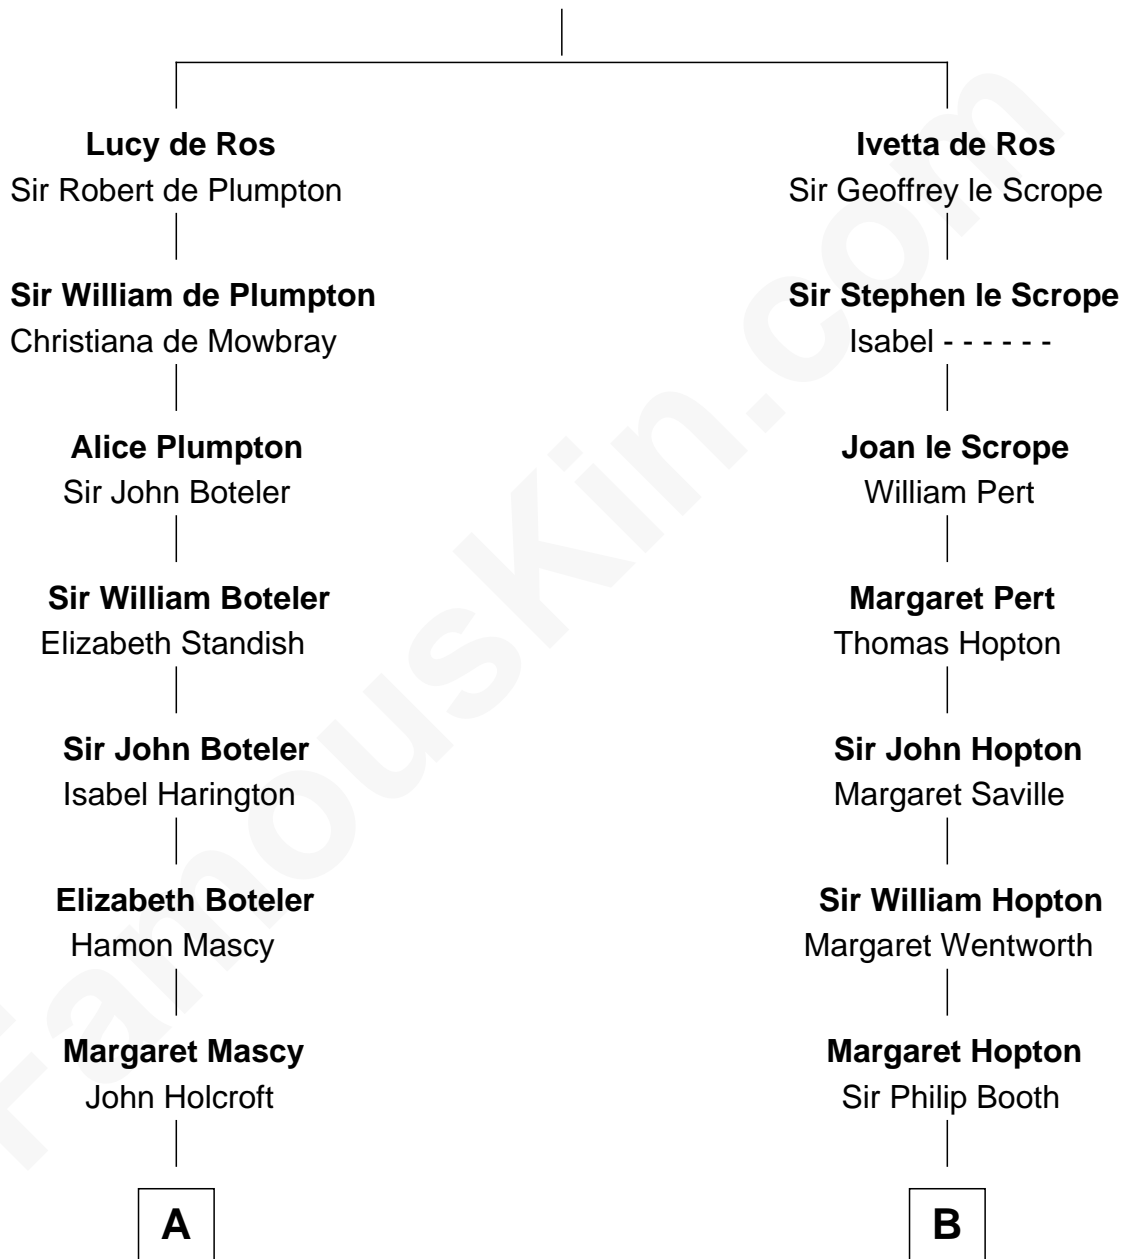 Lucy de Ros
Sir Robert de Plumpton
Sir William de Plumpton
Christiana de Mowbray
Alice Plumpton
Sir John Boteler
Sir William Boteler
Elizabeth Standish
Sir John Boteler
Isabel Harington
Elizabeth Boteler
Hamon Mascy
Margaret Mascy
John Holcroft
A
Ivetta de Ros
Sir Geoffrey le Scrope
Sir Stephen le Scrope
Isabel - - - - - -
Joan le Scrope
William Pert
Margaret Pert
Thomas Hopton
Sir John Hopton
Margaret Saville
Sir William Hopton
Margaret Wentworth
Margaret Hopton
Sir Philip Booth
B
FamousKin.com